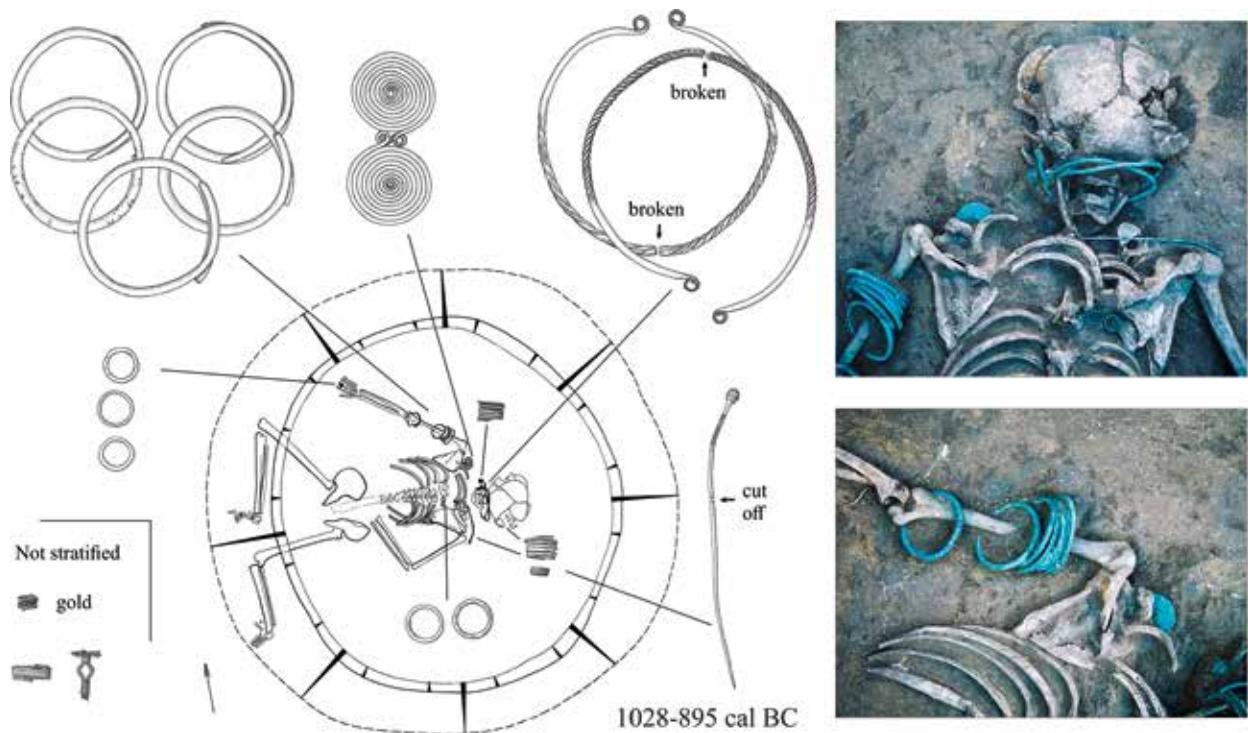 broken
broken
cut
off
Not stratified
gold
1028-895 cal BC